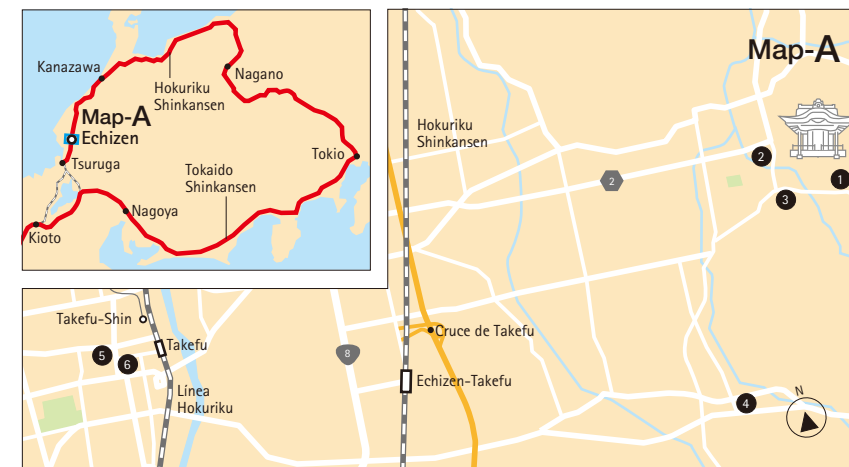 Kanazawa
Nagano
Hokuriku
Shinkansen
Map-A
Echizen
Tsuruga
Tokaido
Shinkansen
Tokio
Nagoya
Kioto
Map-A
Hokuriku
Shinkansen
2
2
1
3
Takefu-Shin
Takefu
5
6
8
Cruce de Takefu
Echizen-Takefu
Línea
Hokuriku
4
N